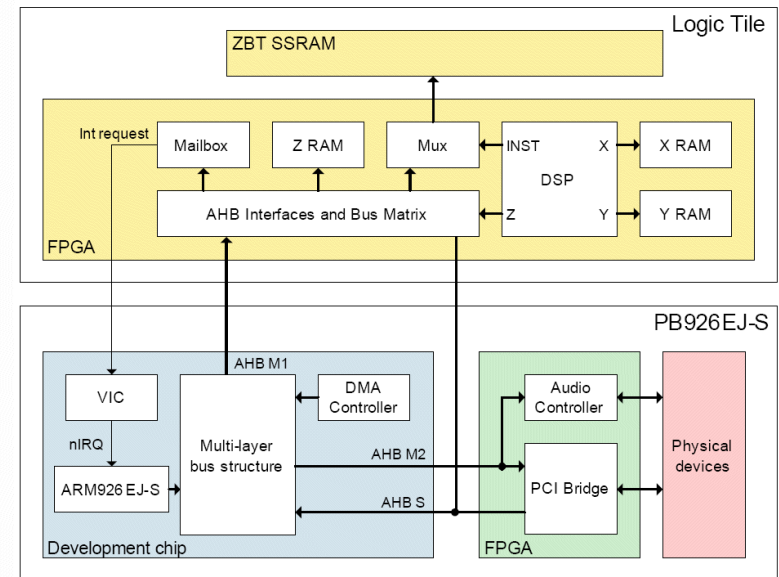 Logic Tile
ZBT SSRAM
Int request
Mailbox
Z RAM
Mux
INST
X
X RAM
DSP
AHB Interfaces and Bus Matrix
Z
Y
Y RAM
FPGA
PB926EJ-S
AHB M1
VIC
DMA
Controller
Audio
Controller
nIRQ
Multi-layer
bus structure
AHB M2
Physical
devices
ARM926EJ-S
PCI Bridge
AHB S
Development chip
FPGA